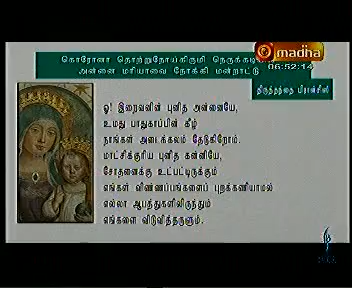 கொரோனா தொற்றுநோய்கிருமி நெருக்கடி
அன்னை மரியாவை நோக்கி மன்றாட்டு
madha
06:52:14
திருத்தந்தை பிரான்சிஸ்
ஓ! இறைவனின் புனித அன்னையே,
உமது பாதுகாப்பின் கீழ்
நாங்கள் அடைக்கலம் தேடுகிறோம்.
மாட்சிக்குரிய புனித கன்னியே,
சோதனைக்கு உட்பட்டிருக்கும்
எங்கள் விண்ணப்பங்களைப் புறக்கணியாமல்
எல்லா ஆபத்துகளிலிருந்தும்
எங்களை விடுவித்தருளும்.